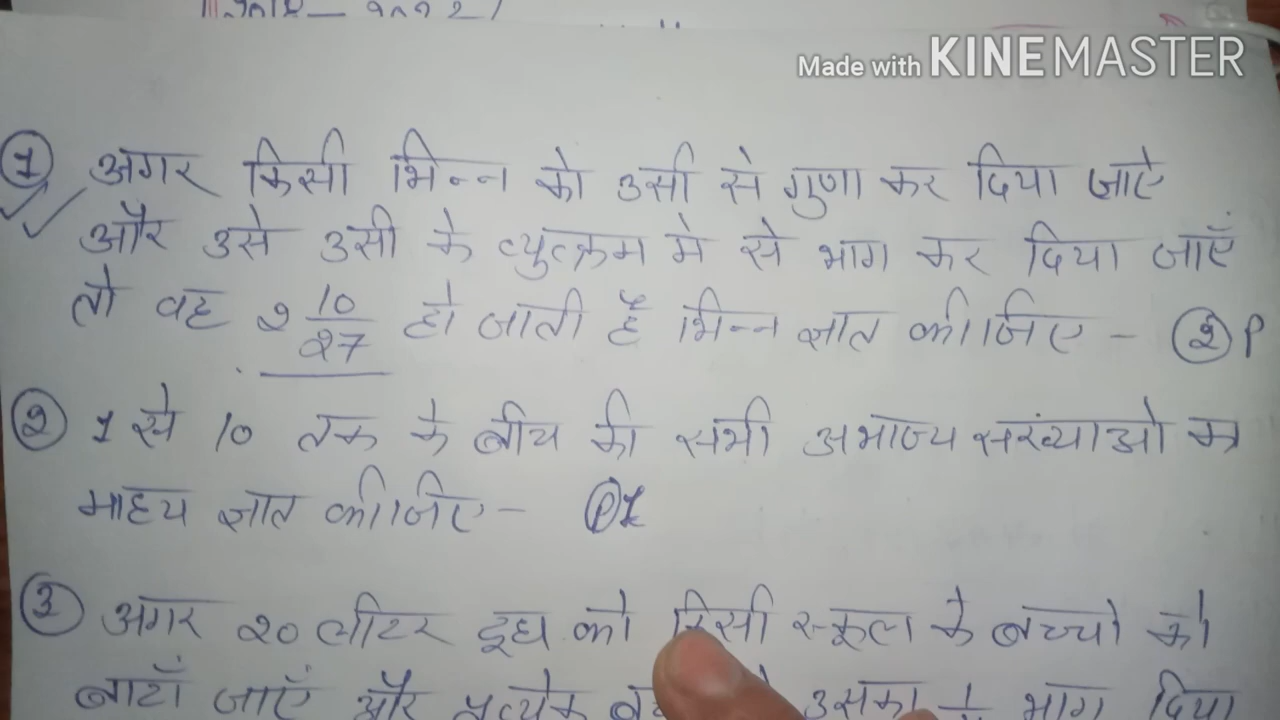 Made with KINEMASTER
① अगर किसी भिन्न को उसी से गुणा कर दिया जाऐ
और उसे उसी के व्युत्क्रम मे से भाग कर दिया जाएँ
तो वह 2 10/27 हो जाती है भिन्न ज्ञात कीजिए - ② P
② 1 से 10 तक के बीच की सभी अभाज्य संख्याओ का
माध्य ज्ञात कीजिए -
③ अगर 20 लीटर दूध को किसी स्कूल के बच्चो को
बाटाँ जाएँ और प्रत्येक उसका भाग दिया